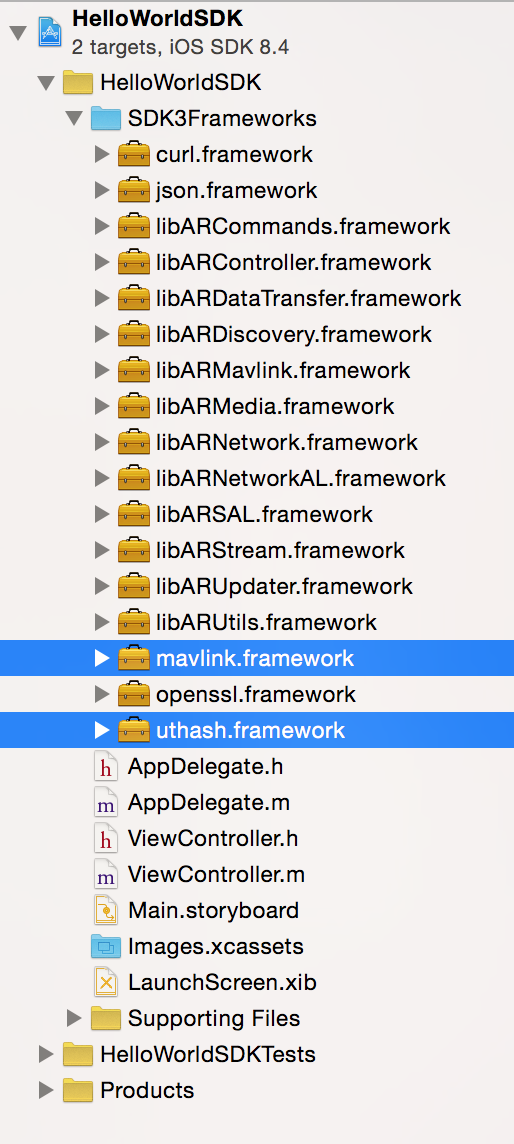 HelloWorldSDK
2 targets, iOS SDK 8.4
HelloWorldSDK
SDK3Frameworks
curl.framework
json.framework
libARCommands.framework
libARController.framework
libARDataTransfer.framework
libARDiscovery.framework
libARMavlink.framework
libARMedia.framework
libARNetwork.framework
libARNetworkAL.framework
libARSAL.framework
libARStream.framework
libARUpdater.framework
libARUtils.framework
mavlink.framework
openssl.framework
uthash.framework
h AppDelegate.h
m AppDelegate.m
h ViewController.h
m ViewController.m
Main.storyboard
Images.xcassets
LaunchScreen.xib
Supporting Files
HelloWorldSDKTests
Products